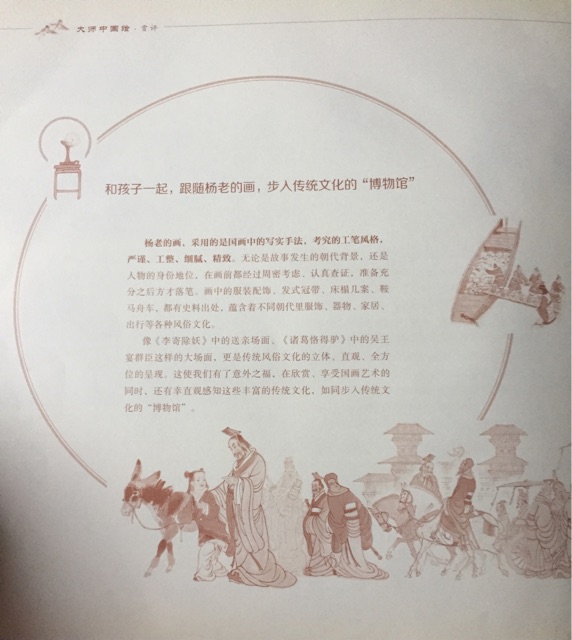 大师中国绘·赏评
和孩子一起，跟随杨老的画，步入传统文化的“博物馆”
杨老的画、采用的是国画中的写实手法，考究的工笔风格，
严谨、工整、细腻、精致。无论是故事发生的朝代背景，还是
人物的身份地位，在画前都经过周密考虑、认真查证，准备充
分之后方才落笔。画中的服装配饰、发式冠带、床榻几案、鞍
马舟车，都有史料出处，蕴含着不同朝代里服饰、器物、家居、
出行等各种风俗文化。
像《李寄除妖》中的送亲场面、《诸葛恪得驴》中的吴王
宴群臣这样的大场面，更是传统风俗文化的立体、直观、全方
位的呈现。这使我们有了意外之福，在欣赏、享受国画艺术的
同时，还有幸直观感知这些丰富的传统文化，如同步入传统文
化的“博物馆”。